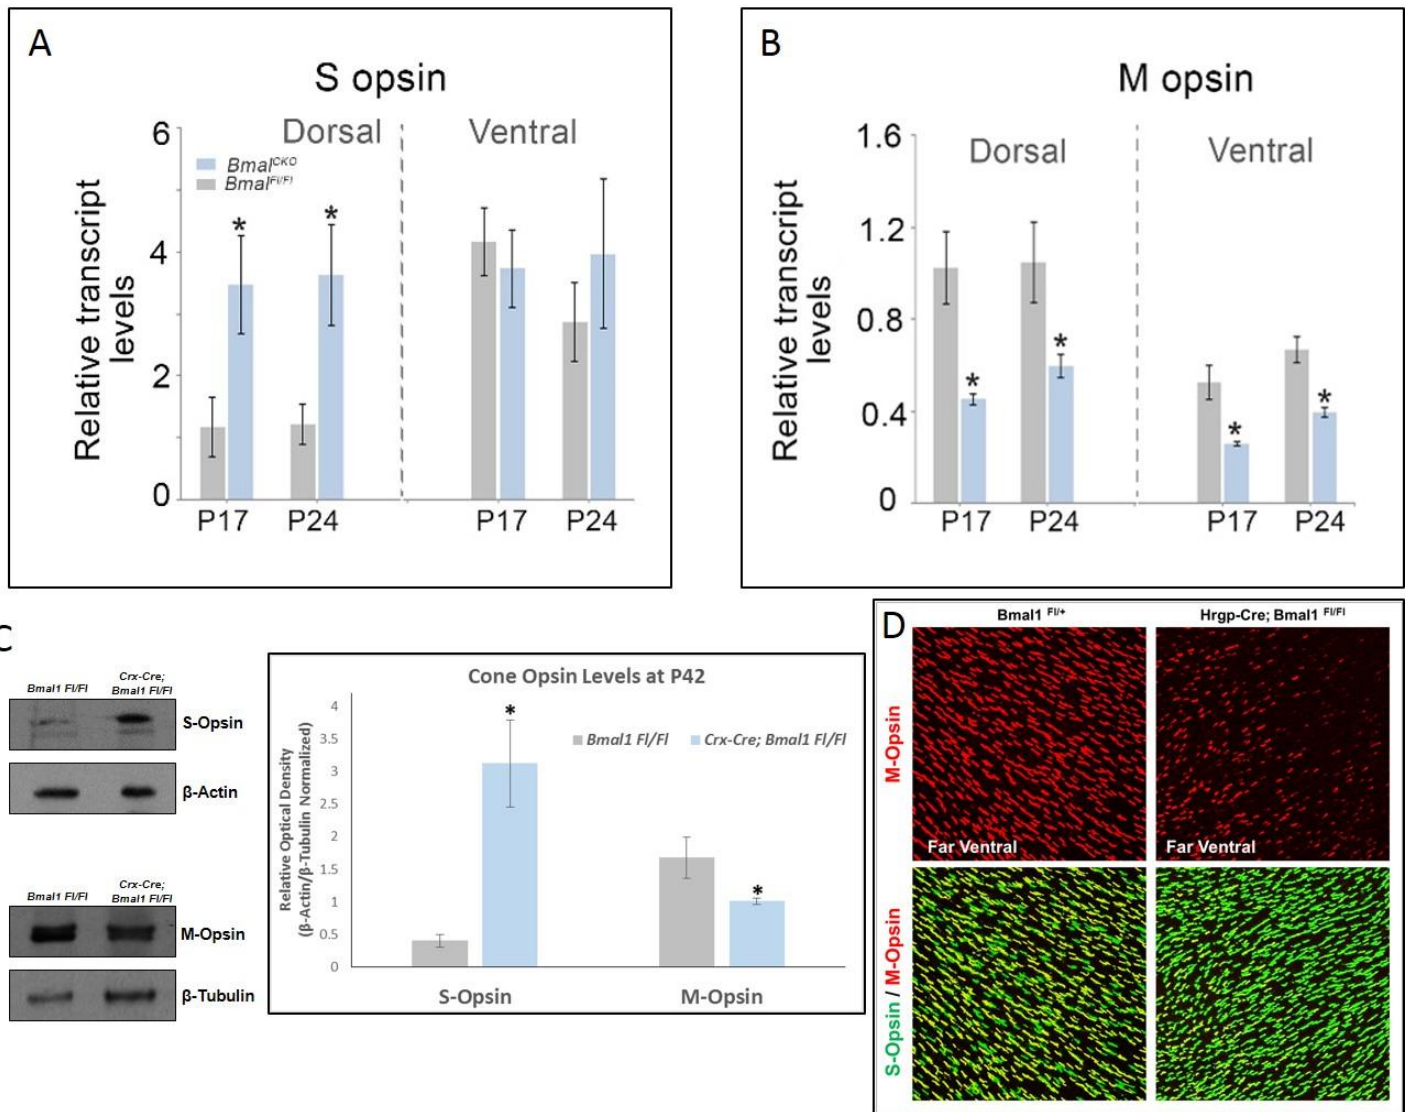 A
S opsin
Dorsal
Ventral
Bmal^CKO
Bmal^Fl/Fl
Relative transcript
levels
6
4
2
0
P17
P24
P17
P24
*
*
B
M opsin
Dorsal
Ventral
Relative transcript
levels
1.6
1.2
0.8
0.4
0
P17
P24
P17
P24
*
*
*
*
C
Bmal1 Fl/Fl
Crx-Cre;
Bmal1 Fl/Fl
S-Opsin
β-Actin
Bmal1 Fl/Fl
Crx-Cre;
Bmal1 Fl/Fl
M-Opsin
β-Tubulin
Cone Opsin Levels at P42
Relative Optical Density
(β-Actin/β-Tubulin Normalized)
4
3.5
3
2.5
2
1.5
1
0.5
0
*
*
Bmal1 Fl/Fl
Crx-Cre; Bmal1 Fl/Fl
S-Opsin
M-Opsin
D
Bmal1 Fl/+
Hrgp-Cre; Bmal1 Fl/Fl
M-Opsin
Far Ventral
Far Ventral
S-Opsin / M-Opsin